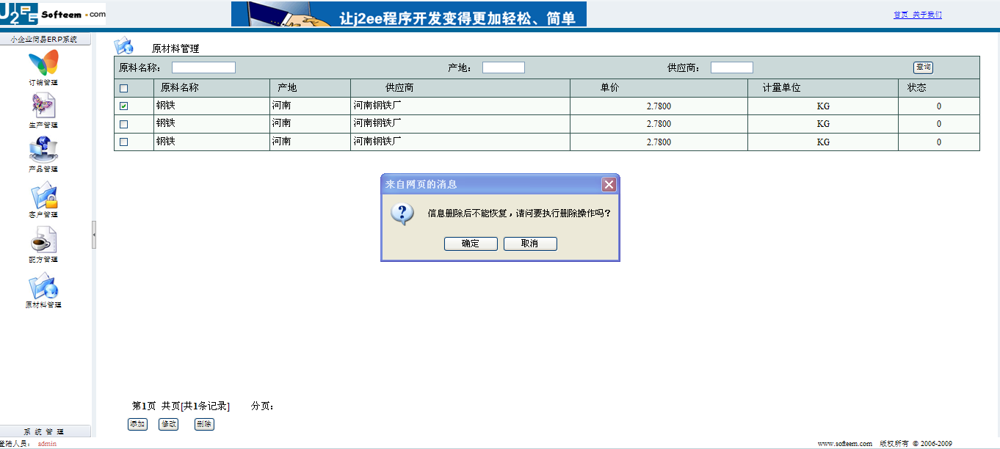 J2EE Softeem .com
让j2ee程序开发变得更加轻松、简单
首页 关于我们
小企业简易ERP系统
订销管理
生产管理
产品管理
客户管理
配方管理
原材料管理
系 统 管 理
登陆人员： admin
原材料管理
原料名称： 产地： 供应商： 查询
原料名称 产地 供应商 单价 计量单位 状态
钢铁 河南 河南钢铁厂 2.7800 KG 0
钢铁 河南 河南钢铁厂 2.7800 KG 0
钢铁 河南 河南钢铁厂 2.7800 KG 0
来自网页的消息
信息删除后不能恢复，请问要执行删除操作吗？
确定 取消
第1页 共页[共1条记录] 分页：
添加 修改 删除
www.softeem.com 版权所有 © 2006-2009